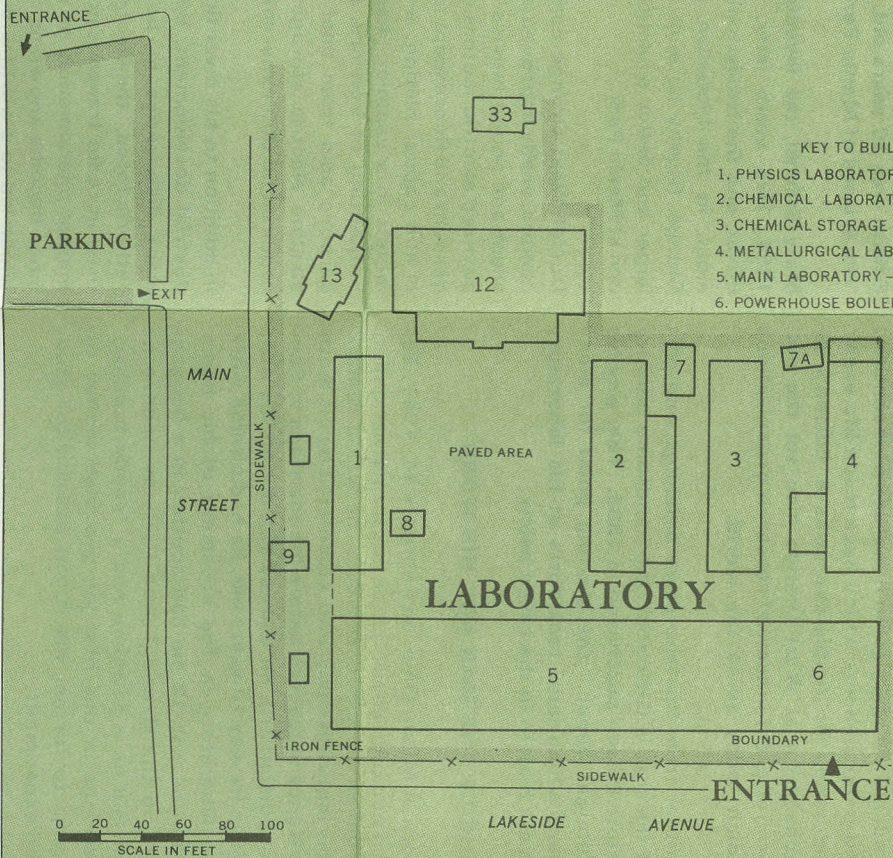 ENTRANCE
33
KEY TO BUIL
1. PHYSICS LABORATOR
2. CHEMICAL LABORAT
3. CHEMICAL STORAGE
4. METALLURGICAL LAB
5. MAIN LABORATORY –
6. POWERHOUSE BOILE
PARKING
13
12
EXIT
MAIN
STREET
SIDEWALK
7
7A
1
PAVED AREA
2
3
4
8
9
LABORATORY
5
6
BOUNDARY
IRON FENCE
SIDEWALK
ENTRANCE
LAKESIDE AVENUE
0 20 40 60 80 100
SCALE IN FEET